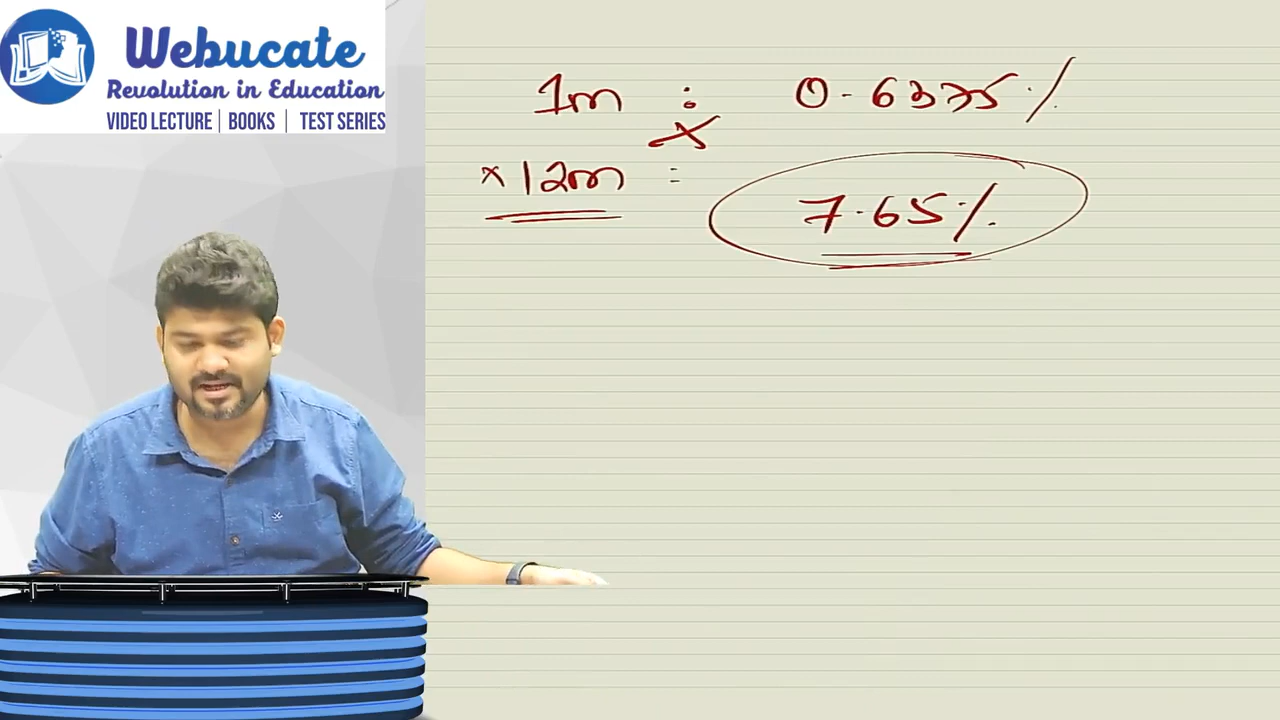 Webucate
Revolution in Education
VIDEO LECTURE | BOOKS | TEST SERIES
1m : 0.6375%
×
×12m = 7.65%